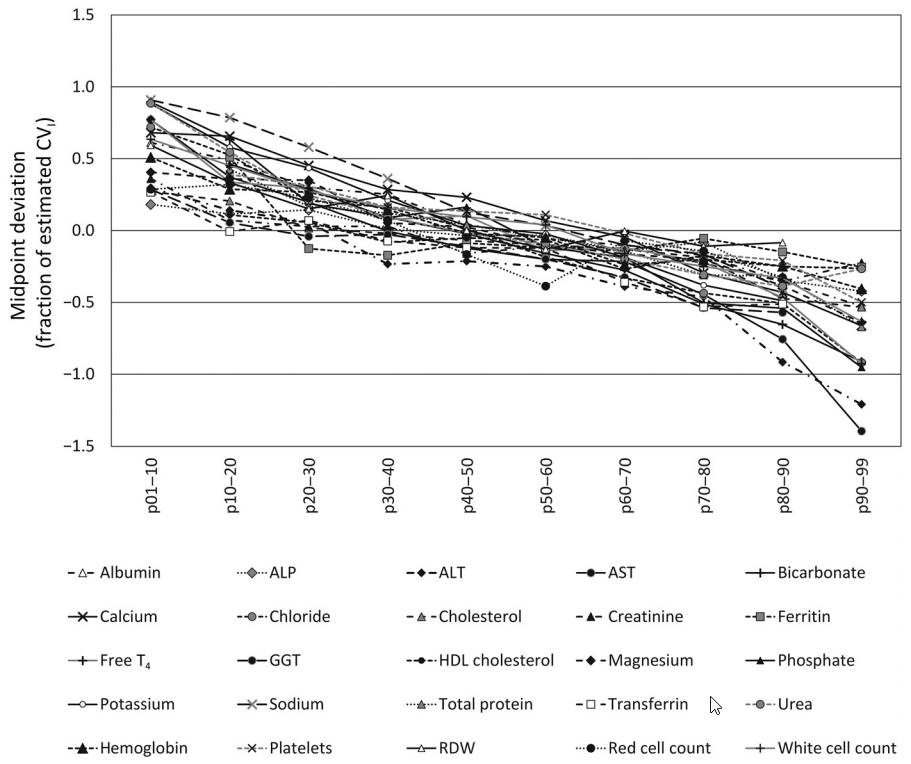 Midpoint deviation
(fraction of estimated CVI)
1.5
1.0
0.5
0.0
−0.5
−1.0
−1.5
p01–10 p10–20 p20–30 p30–40 p40–50 p50–60 p60–70 p70–80 p80–90 p90–99
Albumin ALP ALT AST Bicarbonate
Calcium Chloride Cholesterol Creatinine Ferritin
Free T4 GGT HDL cholesterol Magnesium Phosphate
Potassium Sodium Total protein Transferrin Urea
Hemoglobin Platelets RDW Red cell count White cell count